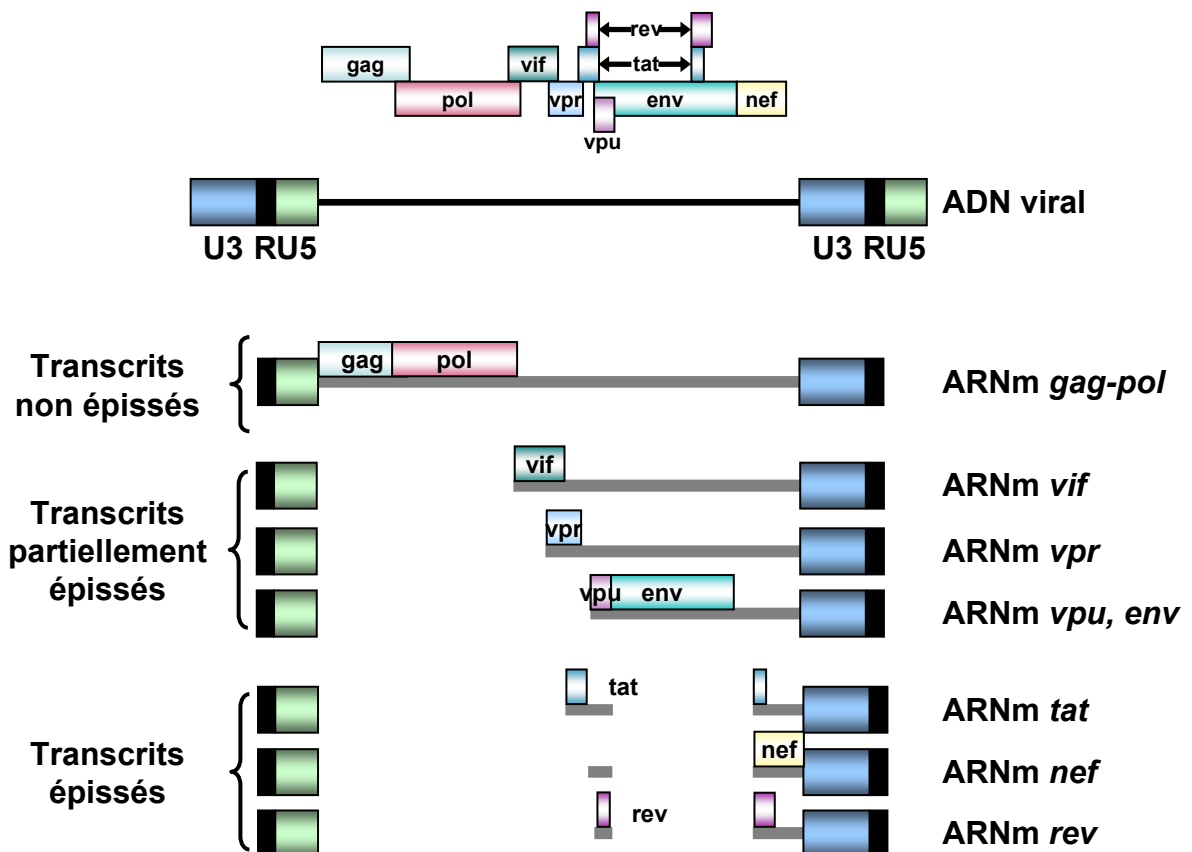 rev
gag
vif
tat
pol
vpr
env
nef
vpu
ADN viral
U3 RU5
U3 RU5
Transcrits
non épissés
gag
pol
ARNm gag-pol
Transcrits
partiellement
épissés
vif
ARNm vif
vpr
ARNm vpr
vpu
env
ARNm vpu, env
Transcrits
épissés
tat
ARNm tat
nef
ARNm nef
rev
ARNm rev